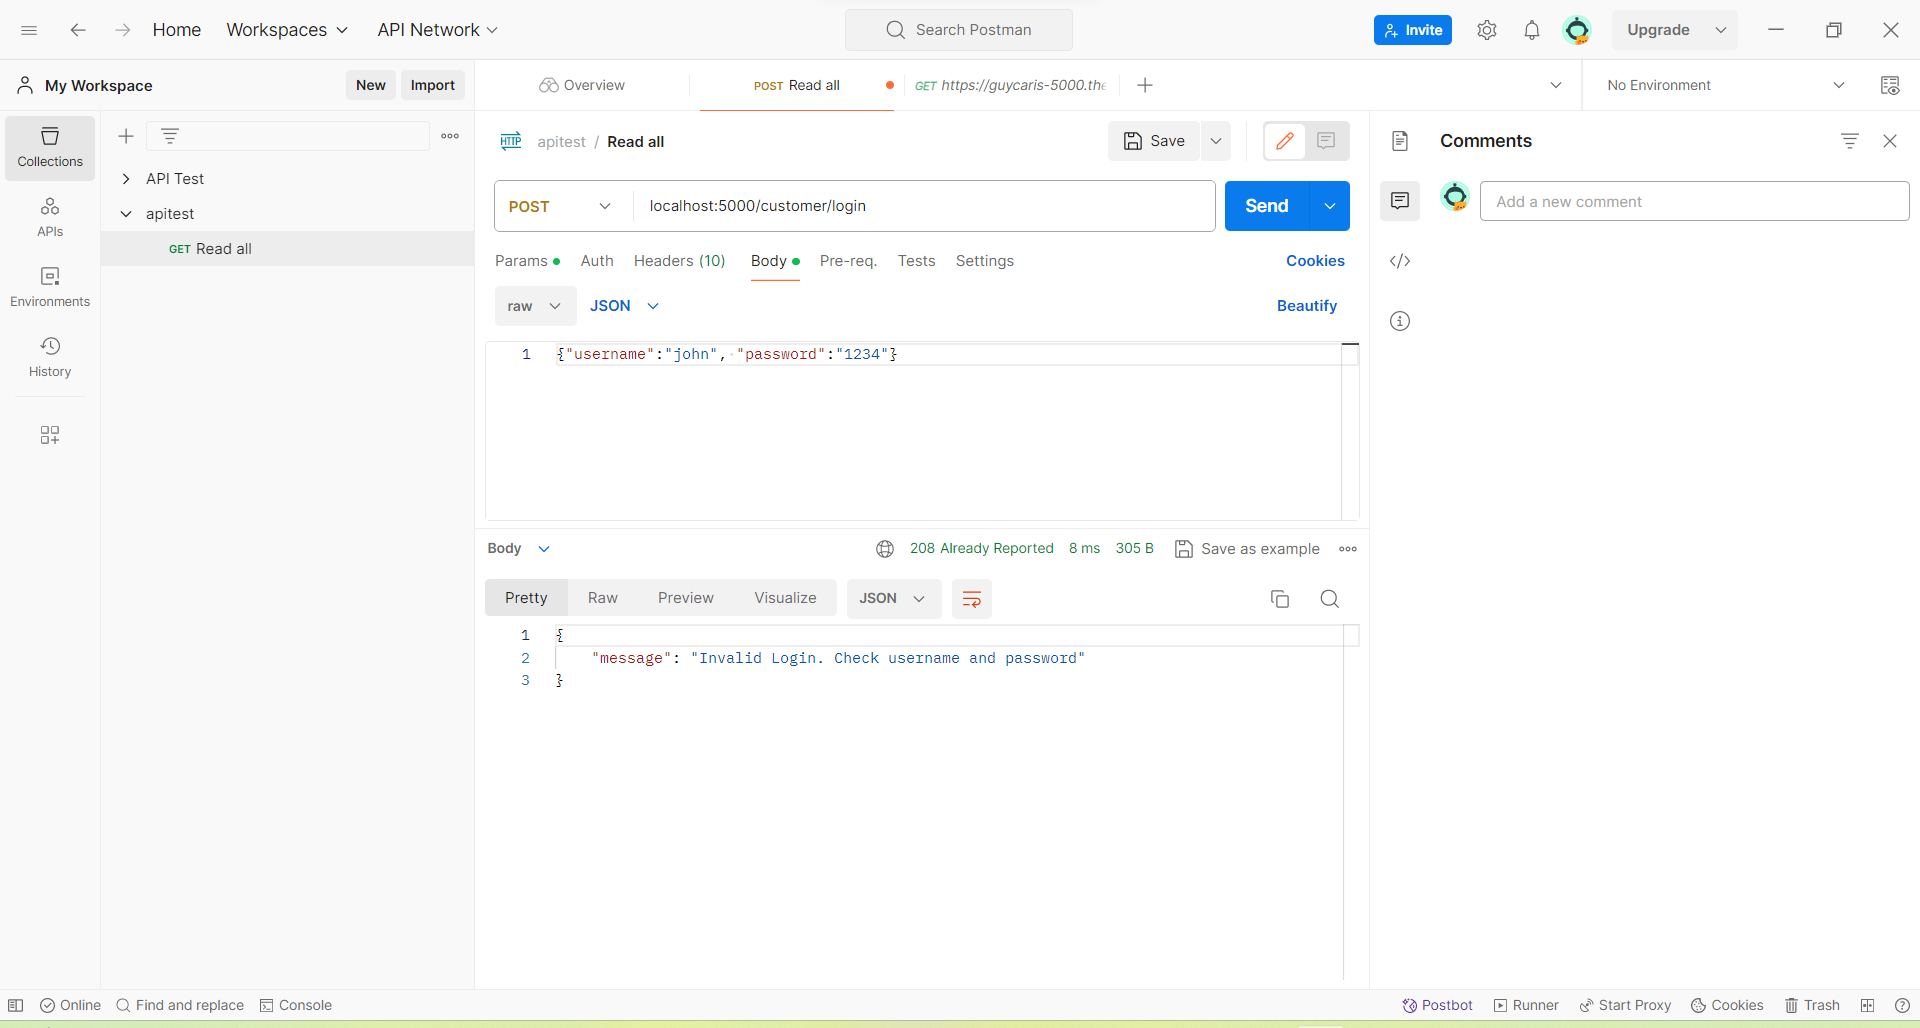 Home Workspaces API Network Search Postman Invite Upgrade
My Workspace New Import Overview POST Read all GET https://guycaris-5000.the No Environment
Collections
APIs
Environments
History
API Test
apitest
GET Read all
HTTP apitest / Read all Save
POST localhost:5000/customer/login Send
Params Auth Headers (10) Body Pre-req. Tests Settings Cookies
raw JSON Beautify
1 {"username":"john", "password":"1234"}
Body 208 Already Reported 8 ms 305 B Save as example
Pretty Raw Preview Visualize JSON
1 {
2 "message": "Invalid Login. Check username and password"
3 }
Comments
Add a new comment
Online Find and replace Console Postbot Runner Start Proxy Cookies Trash